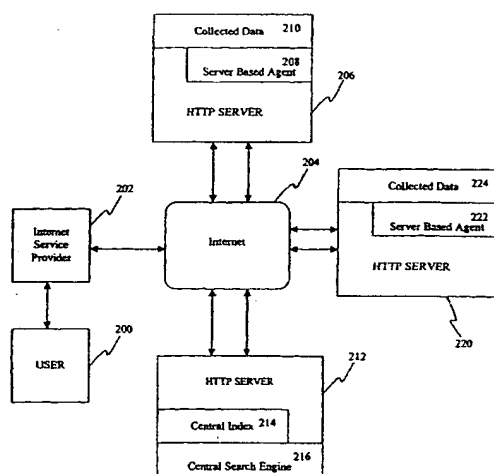 Collected Data 210
Server Based Agent 208
HTTP SERVER
206
204
Internet
202
Internet
Service
Provider
USER
200
Collected Data 224
222
Server Based Agent
HTTP SERVER
220
212
HTTP SERVER
Central Index 214
Central Search Engine 216